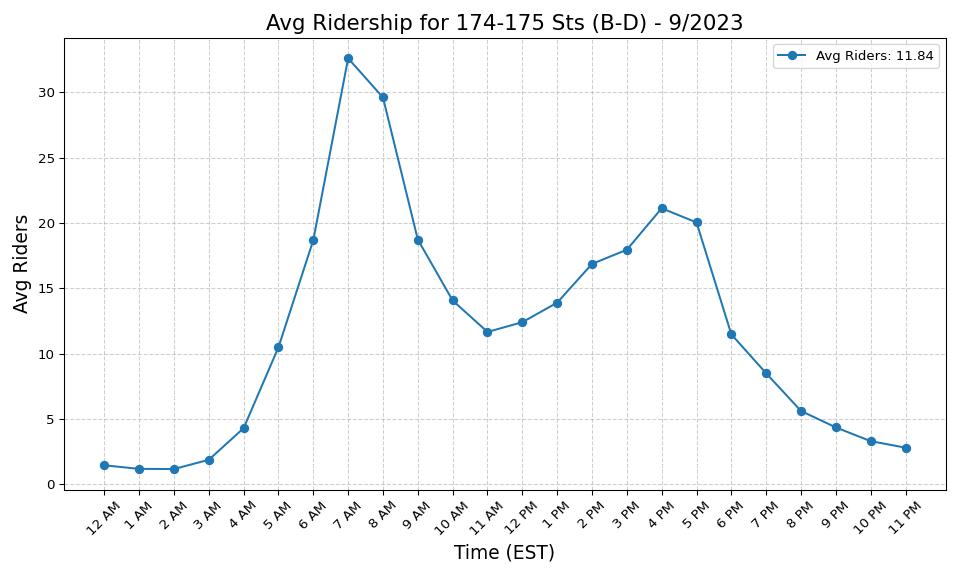 Avg Ridership for 174-175 Sts (B-D) - 9/2023
Avg Riders: 11.84
Avg Riders
30
25
20
15
10
5
0
12 AM
1 AM
2 AM
3 AM
4 AM
5 AM
6 AM
7 AM
8 AM
9 AM
10 AM
11 AM
12 PM
1 PM
2 PM
3 PM
4 PM
5 PM
6 PM
7 PM
8 PM
9 PM
10 PM
11 PM
Time (EST)